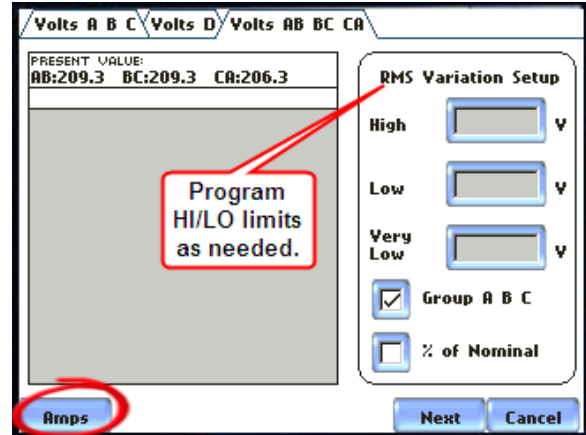 Volts A B C Volts D Volts AB BC CA
PRESENT VALUE:
AB:209.3 BC:209.3 CA:206.3
RMS Variation Setup
High V
Low V
Very
Low V
Group A B C
% of Nominal
Program
HI/LO limits
as needed.
Amps Next Cancel